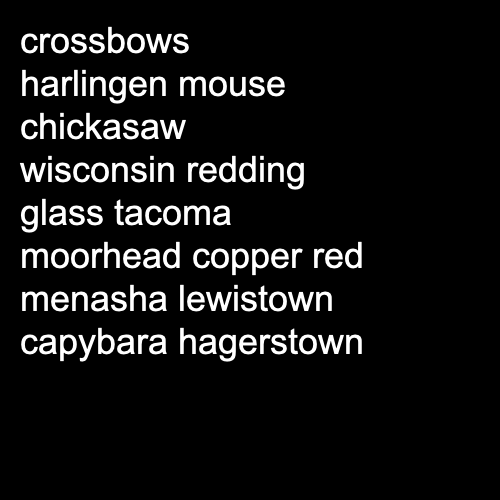 crossbows
harlingen mouse
chickasaw
wisconsin redding
glass tacoma
moorhead copper red
menasha lewistown
capybara hagerstown